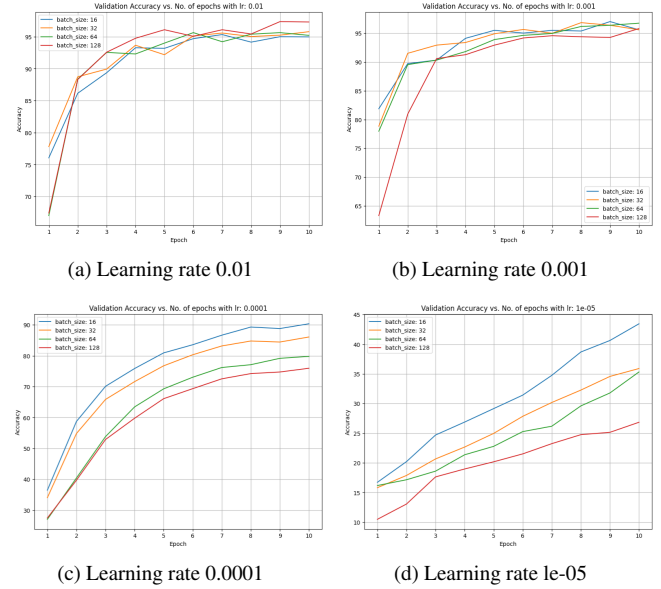 Validation Accuracy vs. No. of epochs with lr: 0.01
batch_size: 16
batch_size: 32
batch_size: 64
batch_size: 128
Accuracy
95
90
85
80
75
70
1 2 3 4 5 6 7 8 9 10
Epoch
(a) Learning rate 0.01
Validation Accuracy vs. No. of epochs with lr: 0.001
Accuracy
95
90
85
80
75
70
65
batch_size: 16
batch_size: 32
batch_size: 64
batch_size: 128
1 2 3 4 5 6 7 8 9 10
Epoch
(b) Learning rate 0.001
Validation Accuracy vs. No. of epochs with lr: 0.0001
batch_size: 16
batch_size: 32
batch_size: 64
batch_size: 128
Accuracy
90
80
70
60
50
40
30
1 2 3 4 5 6 7 8 9 10
Epoch
(c) Learning rate 0.0001
Validation Accuracy vs. No. of epochs with lr: 1e-05
batch_size: 16
batch_size: 32
batch_size: 64
batch_size: 128
Accuracy
45
40
35
30
25
20
15
10
1 2 3 4 5 6 7 8 9 10
Epoch
(d) Learning rate le-05